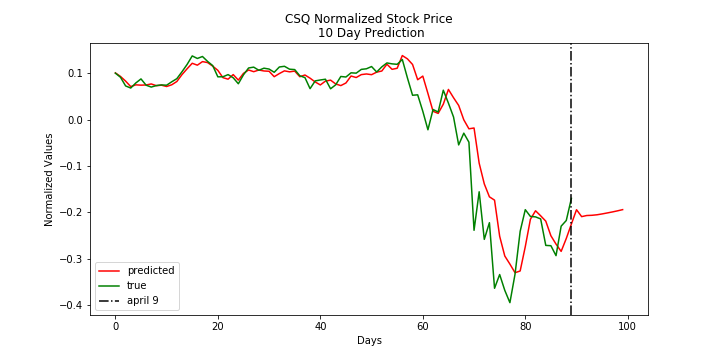 CSQ Normalized Stock Price
10 Day Prediction
Normalized Values
0.1
0.0
−0.1
−0.2
−0.3
−0.4
predicted
true
april 9
0
20
40
60
80
100
Days